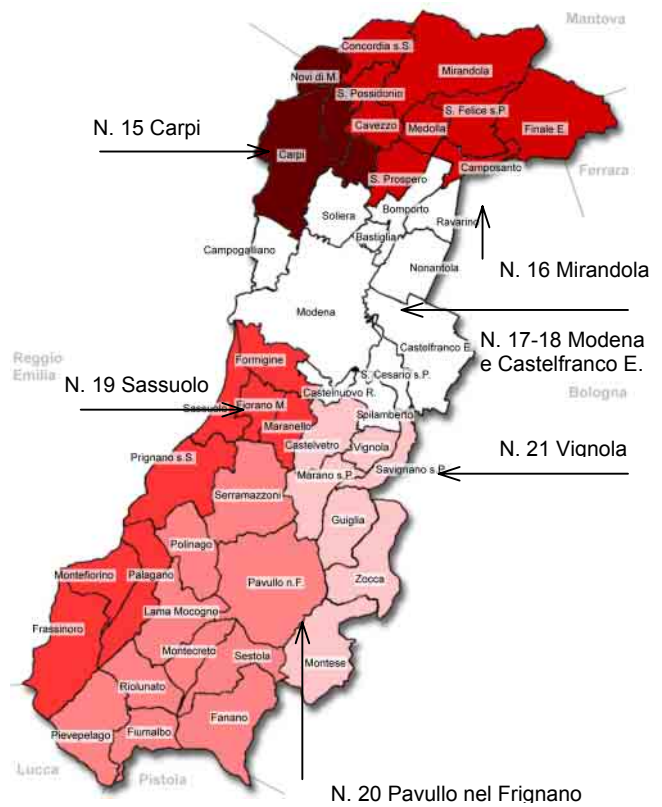 Mantova
Concordia s.S.
Novi di M.
Mirandola
S. Possidonio
S. Felice s.P.
Cavezzo
Medolla
Finale E.
N. 15 Carpi
Carpi
S. Prospero
Camposanto
Ferrara
Soliera
Bomporto
Ravarino
Bastiglia
Campogalliano
Nonantola
N. 16 Mirandola
Modena
N. 17-18 Modena
e Castelfranco E.
Castelfranco E.
Reggio
Emilia
Formigine
S. Cesario s.P.
Bologna
N. 19 Sassuolo
Castelnuovo R.
Sassuolo
Fiorano M.
Spilamberto
Maranello
Castelvetro
Vignola
N. 21 Vignola
Prignano s.S.
Marano s.P.
Savignano s.P.
Serramazzoni
Guiglia
Polinago
Montefiorino
Palagano
Pavullo n.F.
Zocca
Lama Mocogno
Frassinoro
Montecreto
Sestola
Montese
Riolunato
Fanano
Pievepelago
Fiumalbo
Lucca
Pistoia
N. 20 Pavullo nel Frignano